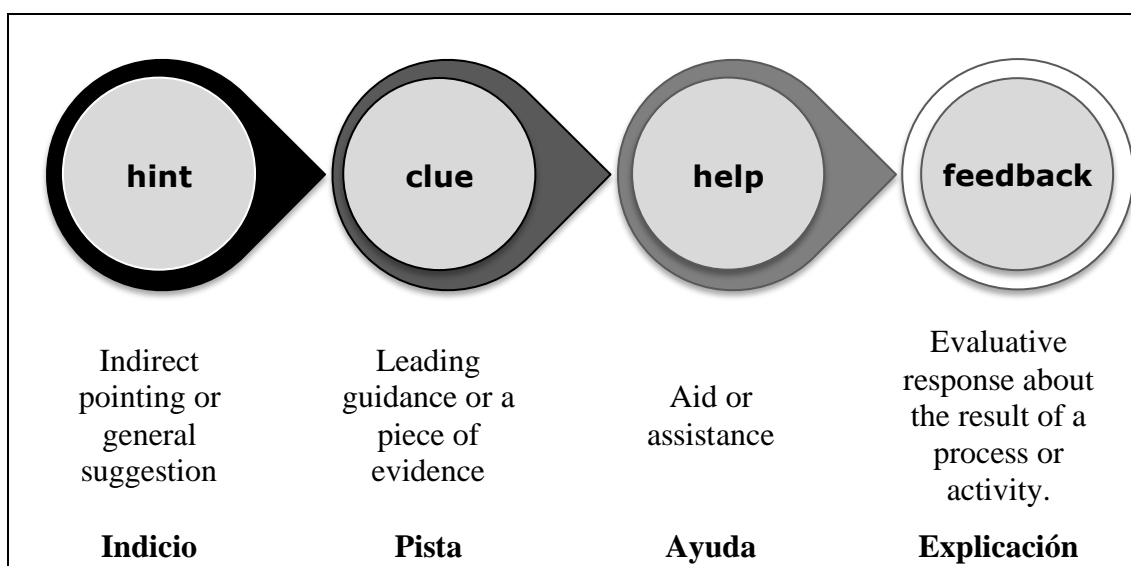 hint
clue
help
feedback
Indirect
pointing or
general
suggestion
Leading
guidance or a
piece of
evidence
Aid or
assistance
Evaluative
response about
the result of a
process or
activity.
Indicio
Pista
Ayuda
Explicación